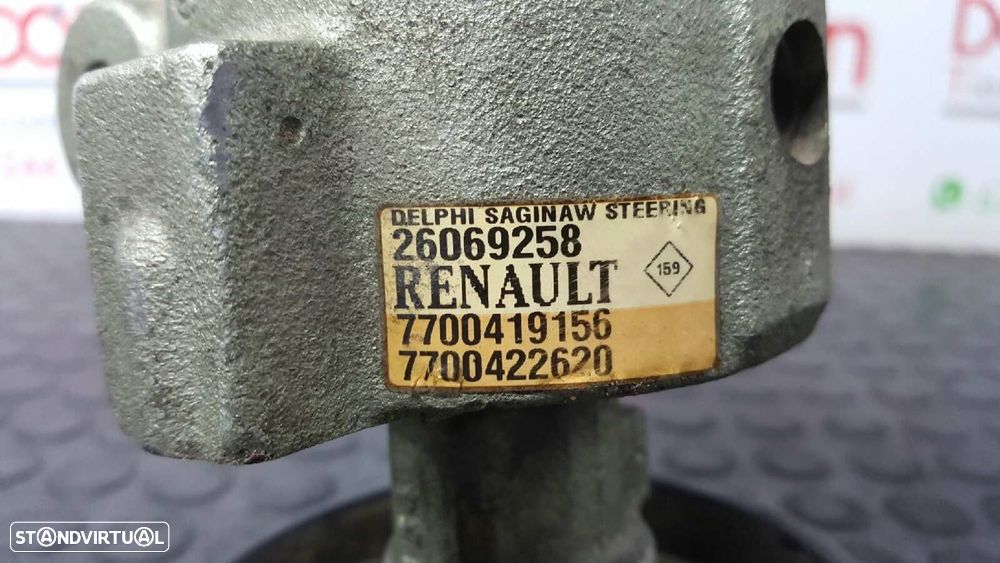 DELPHI SAGINAW STEERING
26069258
RENAULT
159
7700419156
7700422620
STANDVIRTUAL